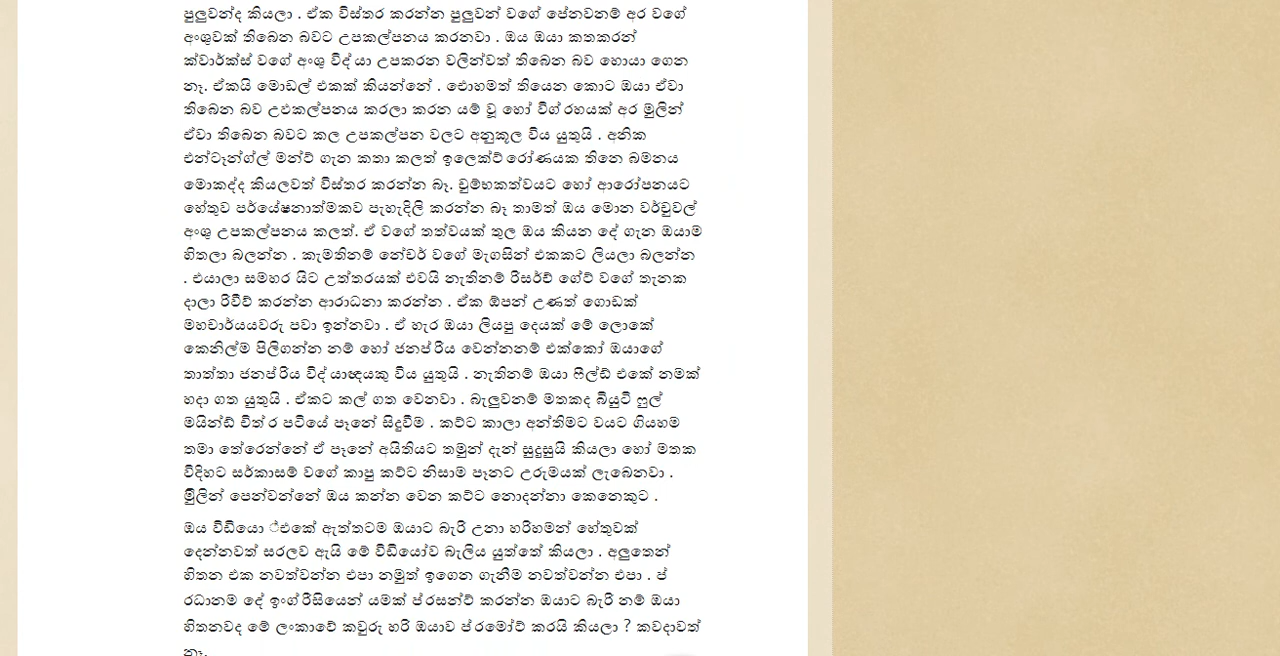 පුලුවන්ද කියලා . ඒක විස්තර කරන්න පුලුවන් වගේ පේනවනම් අර වගේ
අංශුවක් තිබෙන බවට උපකල්පනය කරනවා . ඔය ඔයා කතකරන්
ක්වාර්ක්ස් වගේ අංශු විද් යා උපකරන වලින්වත් තිබෙන බව හොයා ගෙන
නෑ. ඒකයි මොඩල් එකක් කියන්නේ . ඓාහමත් තියෙන කොට ඔයා ඒවා
තිබෙන බව උඵකල්පනය කරලා කරන යම් වූ හෝ විග් රහයක් අර මුලින්
ඒවා තිබෙන බවට කල උපකල්පන වලට අනුකූල විය යුතුයි . අනික
එන්ටෑන්ග්ල් මන්ට් ගැන කතා කලත් ඉලෙක්ට් රෝණයක තිනෙ බමනය
මොකද්ද කියලවත් විස්තර කරන්න බෑ. චුම්භකත්වයට හෝ ආරෝපනයට
හේතුව පර්යේෂනාත්මකව පැහැදිලි කරන්න බෑ තාමත් ඔය මොන වර්චුවල්
අංශු උපකල්පනය කලත්. ඒ වගේ තත්වයක් තුල ඔය කියන දේ ගැන ඔයාම
හිතලා බලන්න . කැමතිනම් නේචර් වගේ මැගසින් එකකට ලියලා බලන්න
. එයාලා සමහර යිට උත්තරයක් එවයි නැතිනම් රිසර්ච් ගේට් වගේ තැනක
දාලා රිවීව් කරන්න ආරාධනා කරන්න . ඒක ඕපන් උණත් ගොඩක්
මහචාර්යයවරු පවා ඉන්නවා . ඒ හැර ඔයා ලියපු දෙයක් මේ ලොකේ
කෙනිල්ම පිලිගන්න නම් හෝ ජනප් රිය වෙන්නනම් එක්කෝ ඔයාගේ
තාත්තා ජනප් රිය විද් යාඥයකු විය යුතුයි . නැතිනම් ඔයා ෆීල්ඩ් එකේ නමක්
හදා ගත යුතුයි . ඒකට කල් ගත වෙනවා . බැලුවනම් මතකද බියුටි ෆුල්
මයින්ඩ් චිත් ර පටියේ පෑනේ සිදුවීම . කට්ට කාලා අන්තිමට වයට ගියහම
තමා තේරෙන්නේ ඒ පෑනේ අයිතියට තමුන් දැන් සුදුසුයි කියලා හෝ මතක
විදිහට සර්කාසම් වගේ කාපු කට්ට නිසාම පෑනට උරුමයක් ලැබෙනවා .
මුිලින් පෙන්වන්නේ ඔය කන්න වෙන කට්ට නොදන්නා කෙනෙකුට .
ඔය විඩියො ්එකේ ඇත්තටම ඔයාට බැරි උනා හරිහමන් හේතුවක්
දෙන්නවත් සරලව ඇයි මේ වීඩියෝව බැලිය යුත්තේ කියලා . අලුතෙන්
හිතන එක නවත්වන්න එපා නමුත් ඉගෙන ගැනීම නවත්වන්න එපා . ප්
රධානම දේ ඉංග් රීසියෙන් යමක් ප් රසන්ට් කරන්න ඔයාට බැරි නම් ඔයා
හිතනවද මේ ලංකාවේ කවුරු හරි ඔයාව ප් රමෝට් කරයි කියලා ? කවදාවත්
නෑ.